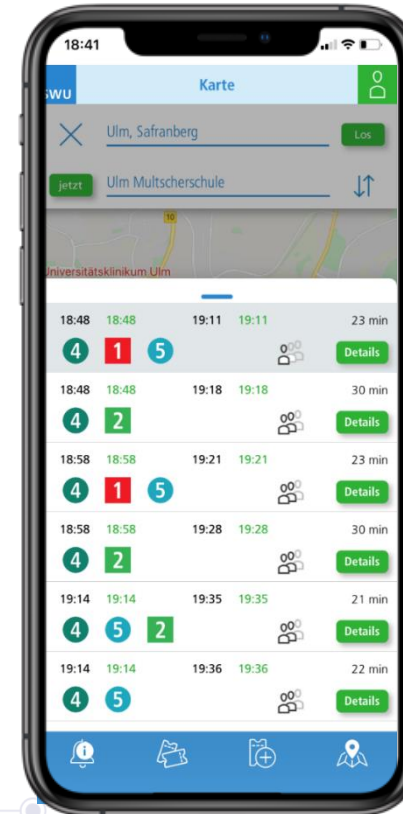 18:41
SWU Karte
Ulm, Safranberg Los
jetzt Ulm Multscherschule
10
Universitätsklinikum Ulm
18:48 18:48 19:11 19:11 23 min
4 1 5 Details
18:48 18:48 19:18 19:18 30 min
4 2 Details
18:58 18:58 19:21 19:21 23 min
4 1 5 Details
18:58 18:58 19:28 19:28 30 min
4 2 Details
19:14 19:14 19:35 19:35 21 min
4 5 2 Details
19:14 19:14 19:36 19:36 22 min
4 5 Details